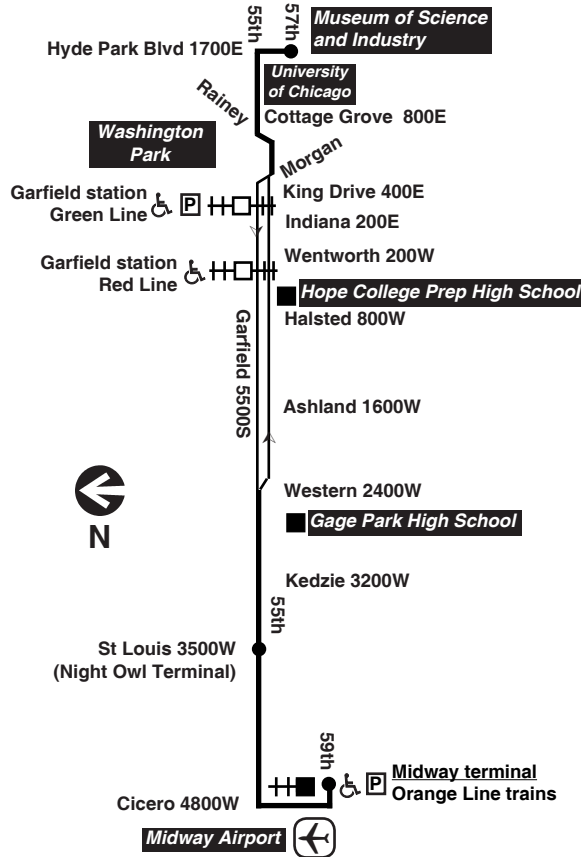 55th
57th
Museum of Science
and Industry
Hyde Park Blvd 1700E
University
of Chicago
Rainey
Cottage Grove  800E
Washington
Park
Morgan
Garfield station
Green Line
P
King Drive 400E
Indiana 200E
Garfield station
Red Line
Wentworth 200W
Hope College Prep High School
Halsted 800W
Garfield 5500S
Ashland 1600W
N
Western 2400W
Gage Park High School
Kedzie 3200W
55th
St Louis 3500W
(Night Owl Terminal)
59th
P
Midway terminal
Orange Line trains
Cicero 4800W
Midway Airport